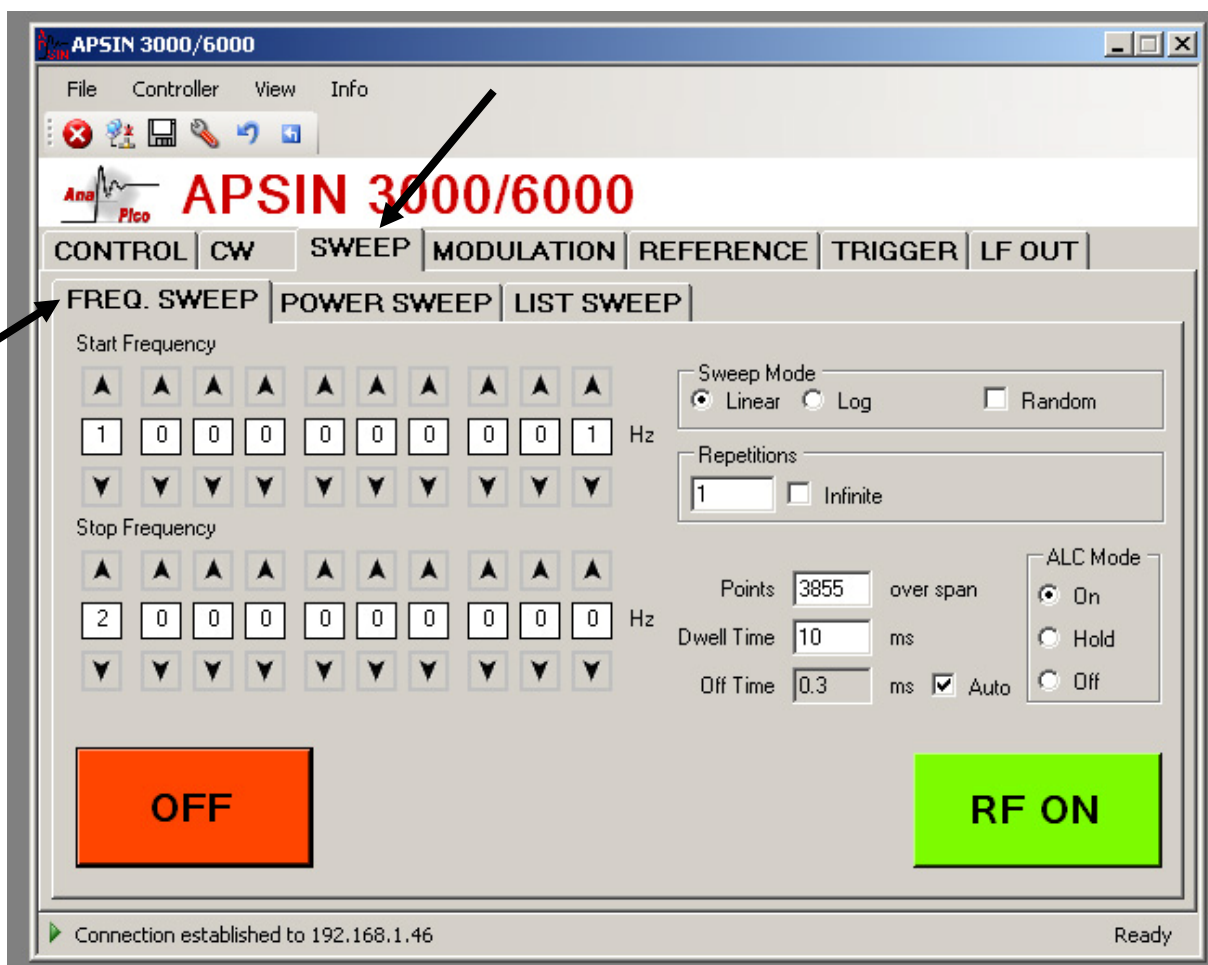 APSIN 3000/6000
File Controller View Info
Ana Pico APSIN 3000/6000
CONTROL CW SWEEP MODULATION REFERENCE TRIGGER LF OUT
FREQ. SWEEP POWER SWEEP LIST SWEEP
Start Frequency
1 0 0 0 0 0 0 0 0 1 Hz
Stop Frequency
2 0 0 0 0 0 0 0 0 0 Hz
Sweep Mode
Linear Log Random
Repetitions
1 Infinite
Points 3855 over span
Dwell Time 10 ms
Off Time 0.3 ms Auto
ALC Mode
On
Hold
Off
OFF
RF ON
Connection established to 192.168.1.46 Ready